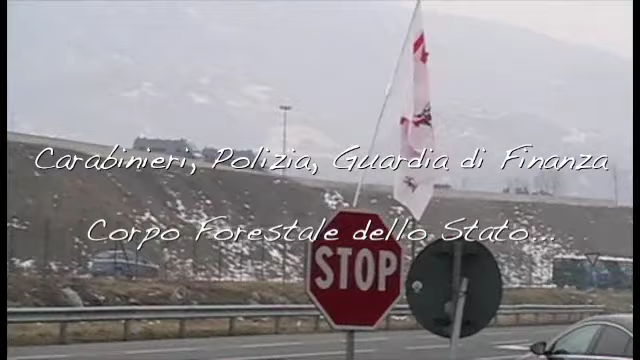 Carabinieri, Polizia, Guardia di Finanza
Corpo Forestale dello Stato...
STOP